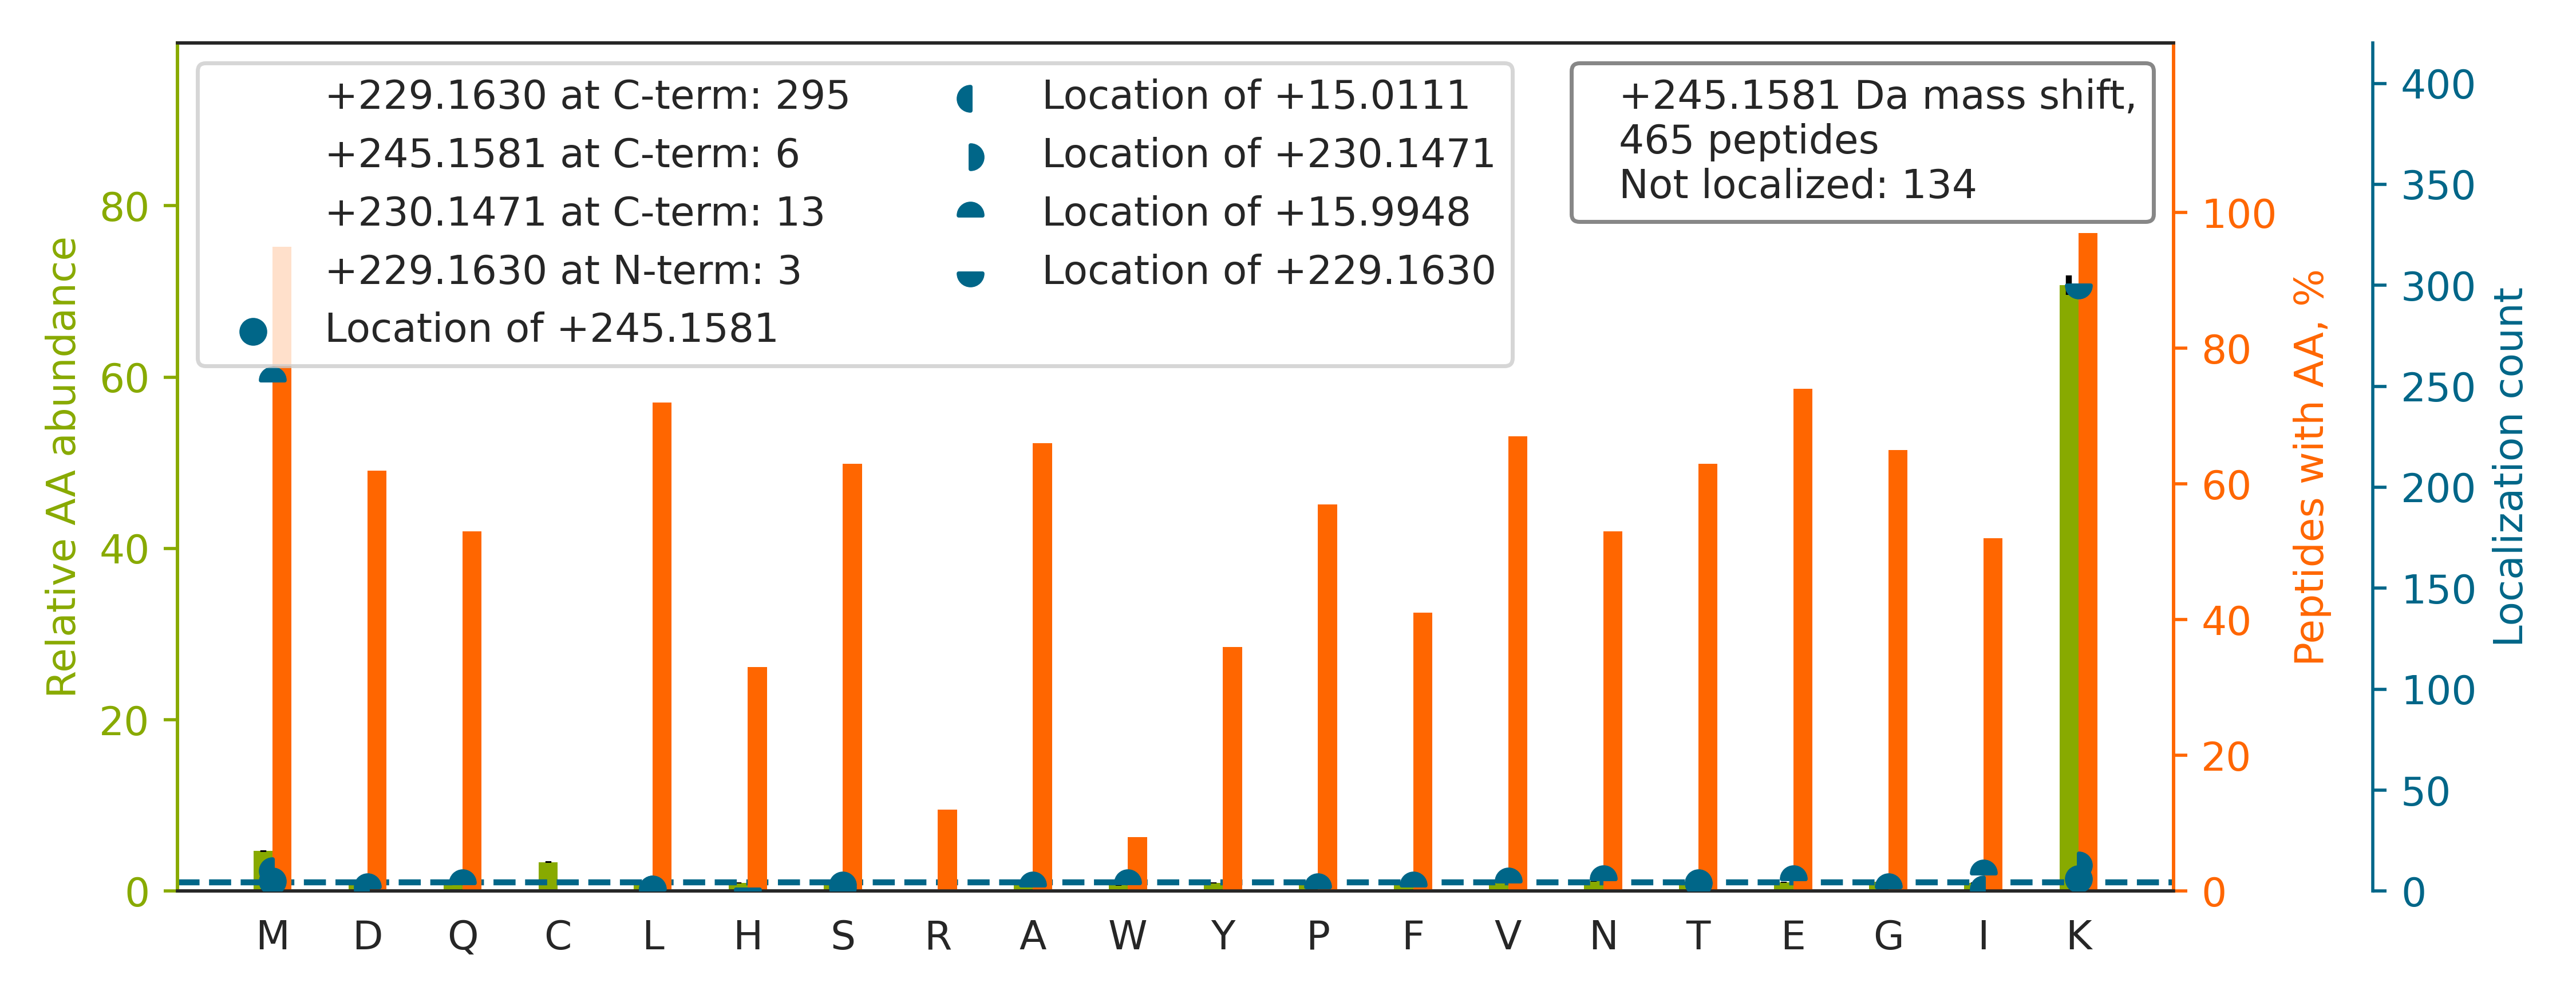 +229.1630 at C-term: 295
+245.1581 at C-term: 6
+230.1471 at C-term: 13
+229.1630 at N-term: 3
Location of +245.1581
Location of +15.0111
Location of +230.1471
Location of +15.9948
Location of +229.1630
+245.1581 Da mass shift,
465 peptides
Not localized: 134
Relative AA abundance
80
60
40
20
0
M D Q C L H S R A W Y P F V N T E G I K
100
80
60
40
20
0
Peptides with AA, %
400
350
300
250
200
150
100
50
0
Localization count